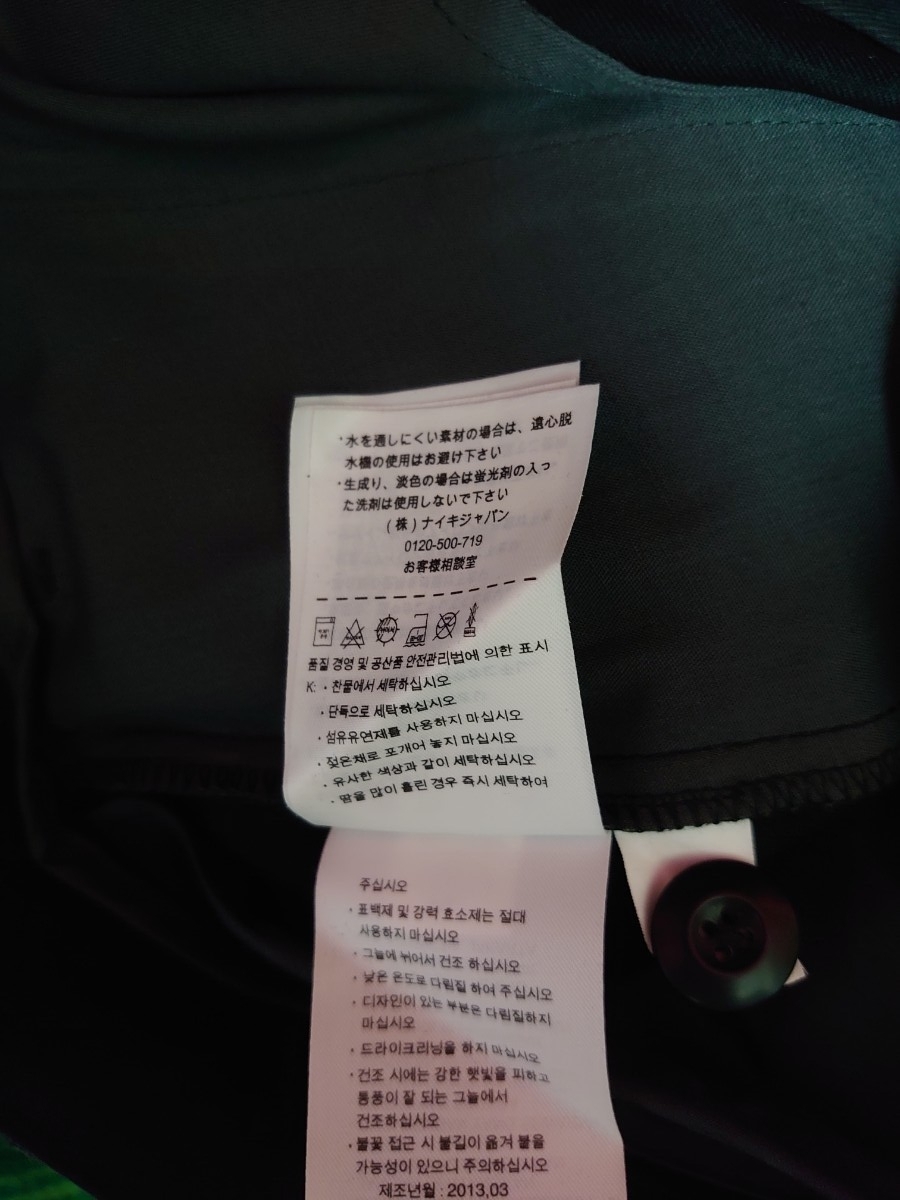 ・水を通しにくい素材の場合は、遠心脱
水機の使用はお避け下さい
・生成り、淡色の場合は蛍光剤の入っ
た洗剤は使用しないで下さい
(株)ナイキジャパン
0120-500-719
お客様相談室
품질 경영 및 공산품 안전관리법에 의한 표시
K: · 찬물에서 세탁하십시오
· 단독으로 세탁하십시오
· 섬유유연제를 사용하지 마십시오
· 젖은채로 포개어 놓지 마십시오
· 유사한 색상과 같이 세탁하십시오
· 땀을 많이 흘린 경우 즉시 세탁하여
주십시오
· 표백제 및 강력 효소제는 절대
사용하지 마십시오
· 그늘에 뉘어서 건조 하십시오
· 낮은 온도로 다림질 하여 주십시오
· 디자인이 있는 부분은 다림질하지
마십시오
· 드라이크리닝을 하지 마십시오
· 건조 시에는 강한 햇빛을 피하고
통풍이 잘 되는 그늘에서
건조하십시오
· 불꽃 접근 시 불길이 옮겨 붙을
가능성이 있으니 주의하십시오
제조년월 : 2013,03